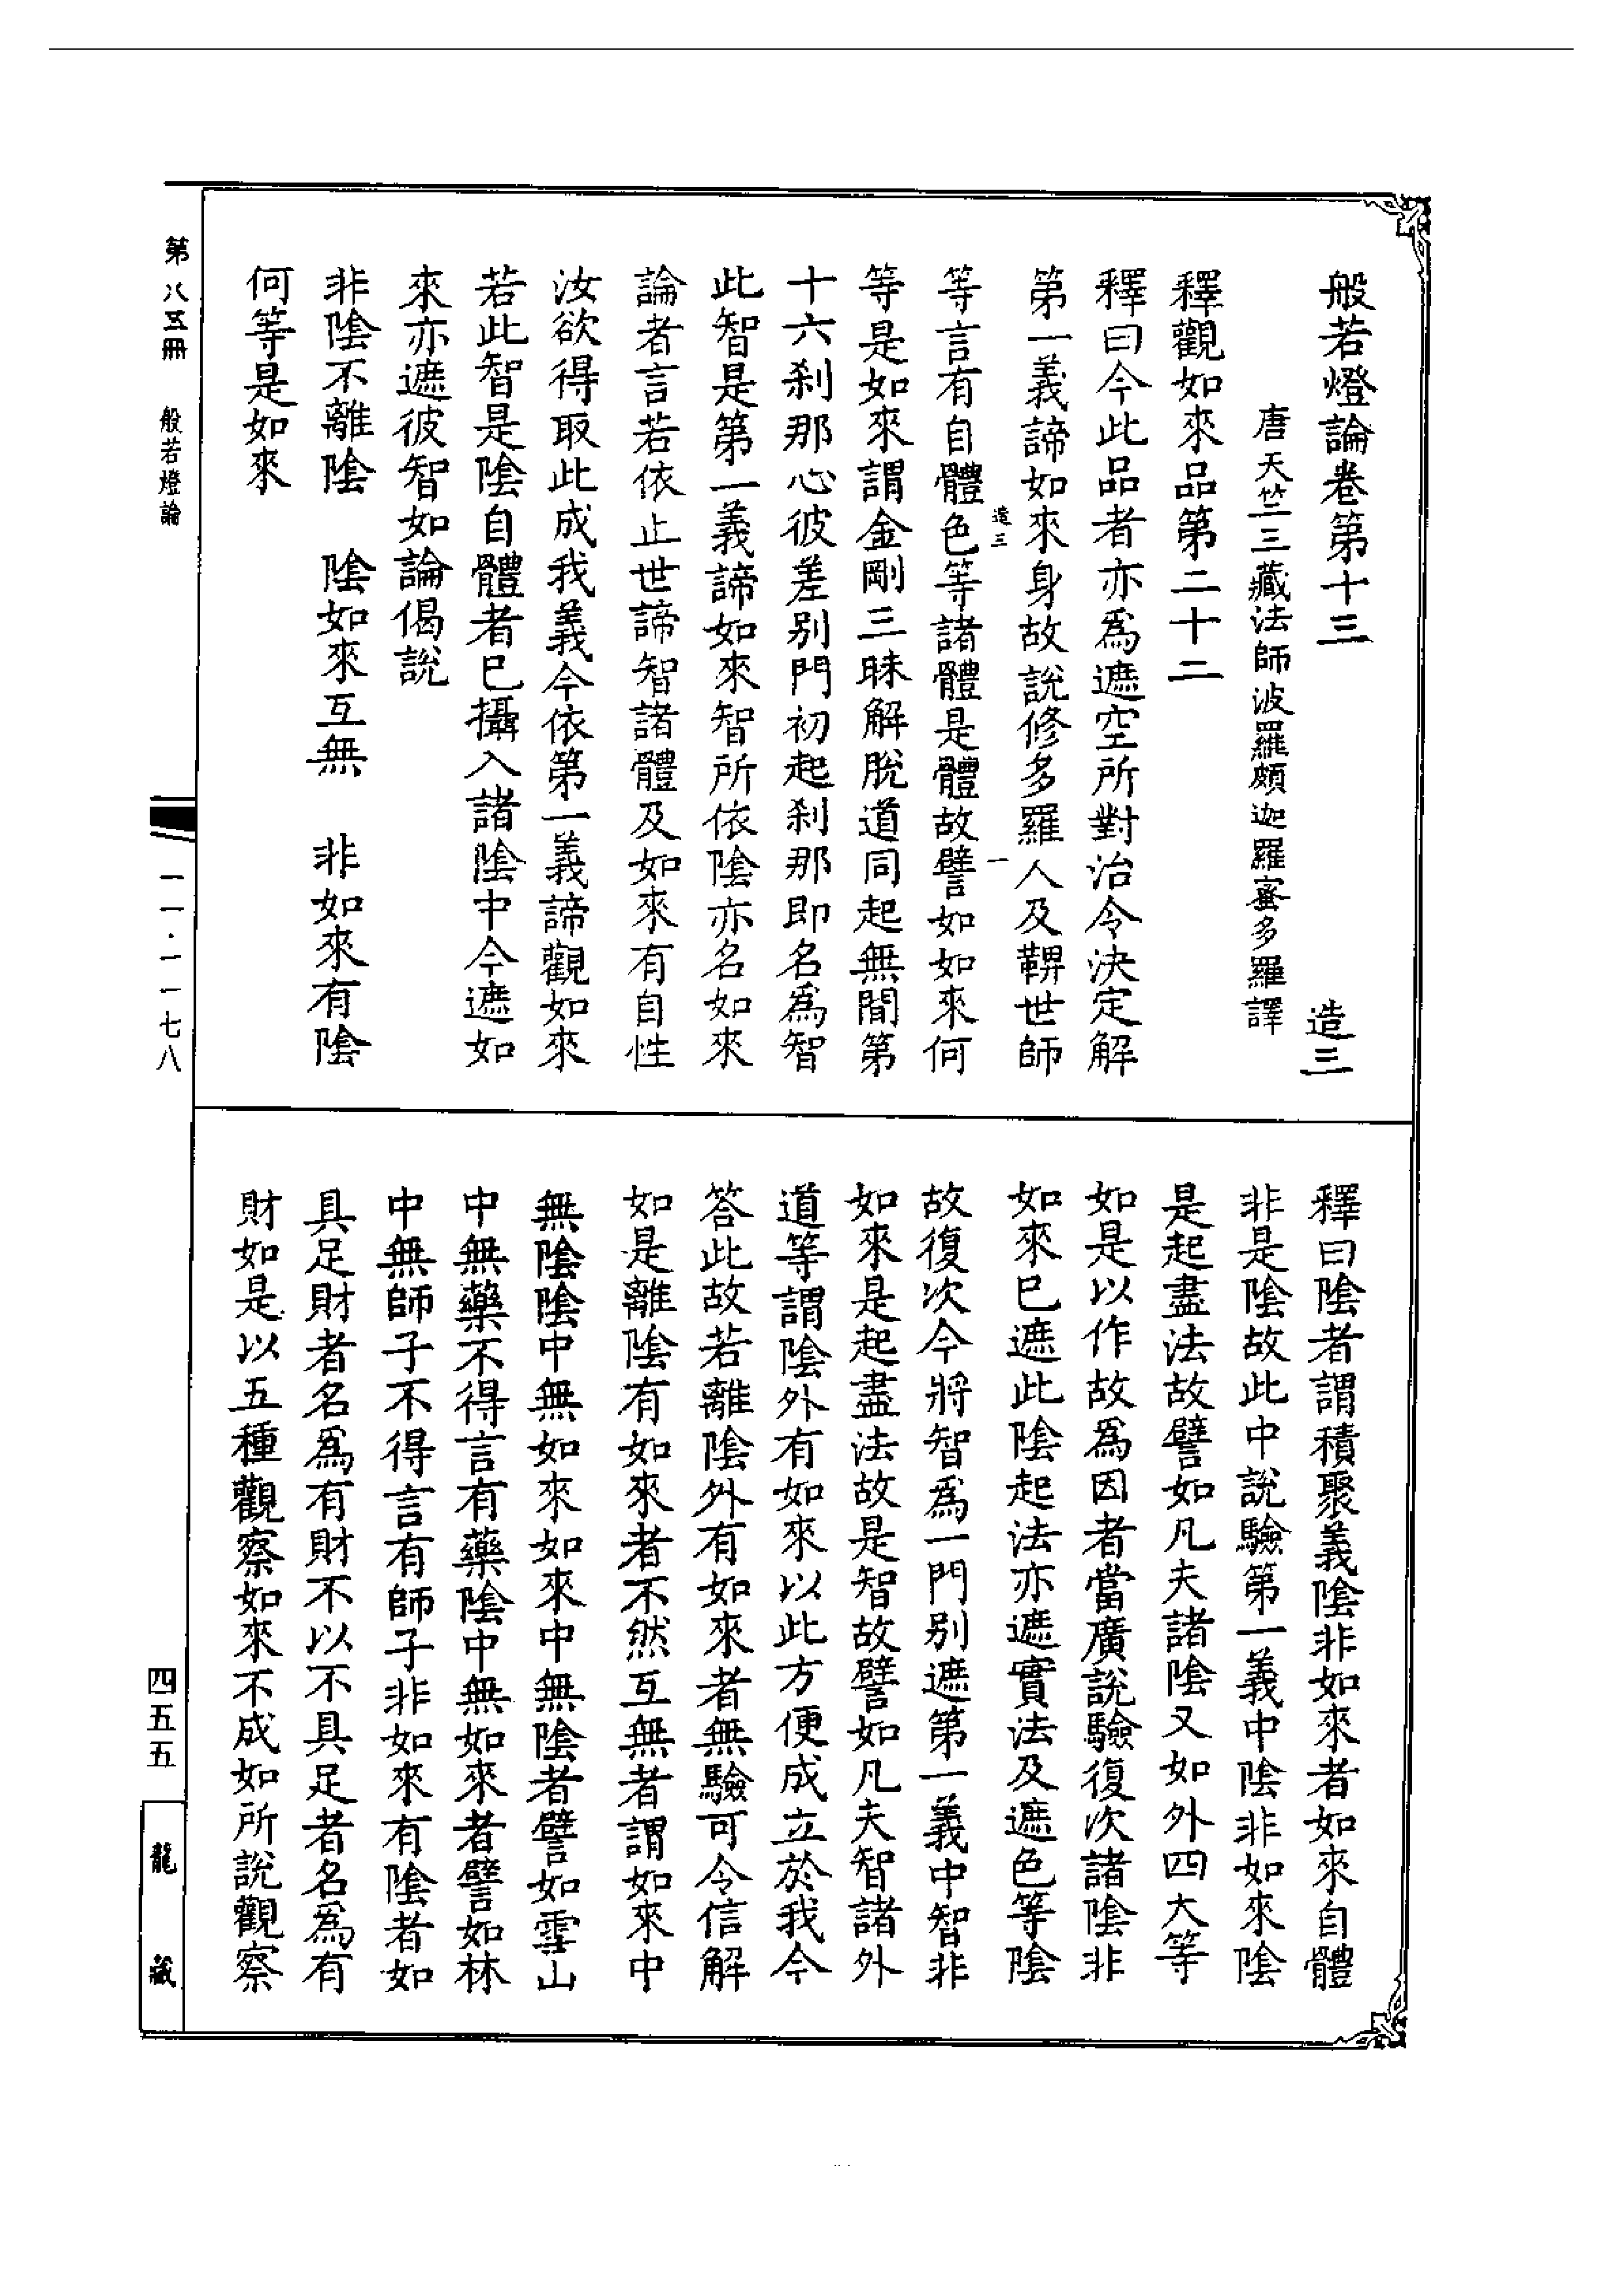 般若燈論卷第十三　造三
唐天竺三藏法師波羅頗迦羅蜜多羅譯
釋觀如來品第二十二
釋曰今此品者亦為遮空所對治令決定解
第一義諦如來身故說修多羅人及鞞世師
造三　一
等言有自體色等諸體是體故譬如如來何
等是如來謂金剛三昧解脫道同起無間第
十六剎那心彼差別門初起剎那即名為智
此智是第一義諦如來智所依陰亦名如來
論者言若依止世諦智諸體及如來有自性
汝欲得取此成我義今依第一義諦觀如來
若此智是陰自體者巳攝入諸陰中今遮如
來亦遮彼智如論偈說
非陰不離陰　陰如來互無　非如來有陰
何等是如來
釋曰陰者謂積聚義陰非如來者如來自體
非是陰故此中說驗第一義中陰非如來陰
是起盡法故譬如凡夫諸陰又如外四大等
如是以作故為因者當廣說驗復次諸陰非
如來巳遮此陰起法亦遮實法及遮色等陰
故復次今將智為一門別遮第一義中智非
如來是起盡法故是智故譬如凡夫智諸外
道等謂陰外有如來以此方便成立於我今
答此故若離陰外有如來者無驗可令信解
如是離陰有如來者不然互無者謂如來中
無陰陰中無如來如來中無陰者譬如雪山
中無藥不得言有藥陰中無如來者譬如林
中無師子不得言有師子非如來有陰者如
具足財者名為有財不以不具足者名為有
財如是以五種觀察如來不成如所說觀察
第八五冊　般若燈論
一一·一一七八
四五五
龍藏